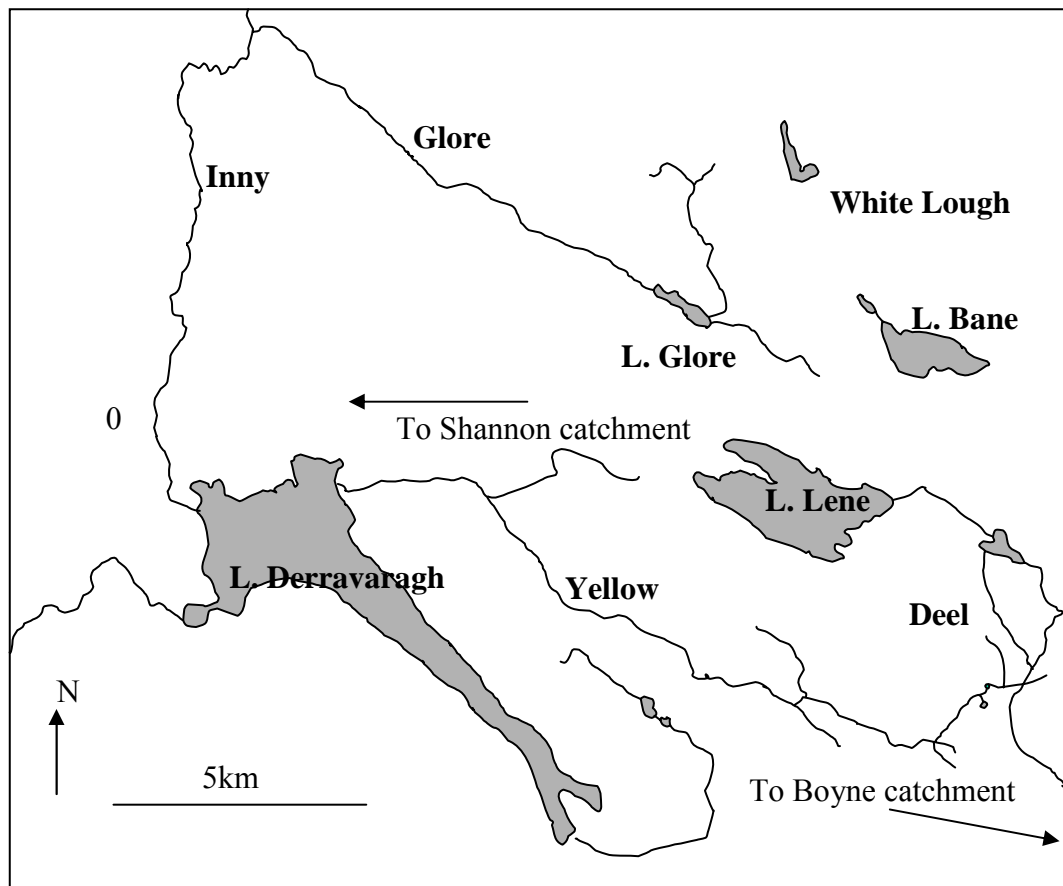 Glore
Inny
White Lough
L. Bane
L. Glore
0
To Shannon catchment
L. Lene
L. Derravaragh
Yellow
Deel
N
5km
To Boyne catchment